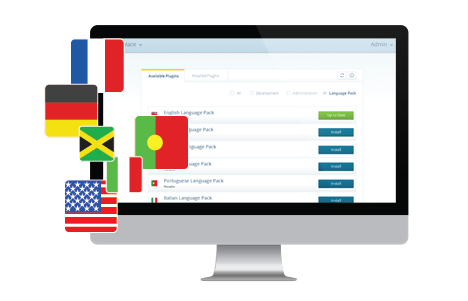 Admin
Available Plugins
Installed Plugins
All
Development
Administration
Language Pack
English Language Pack
Up to Date
Language Pack
Install
Language Pack
Install
Pack
Install
Portuguese Language Pack
Install
Italian Language Pack
Install